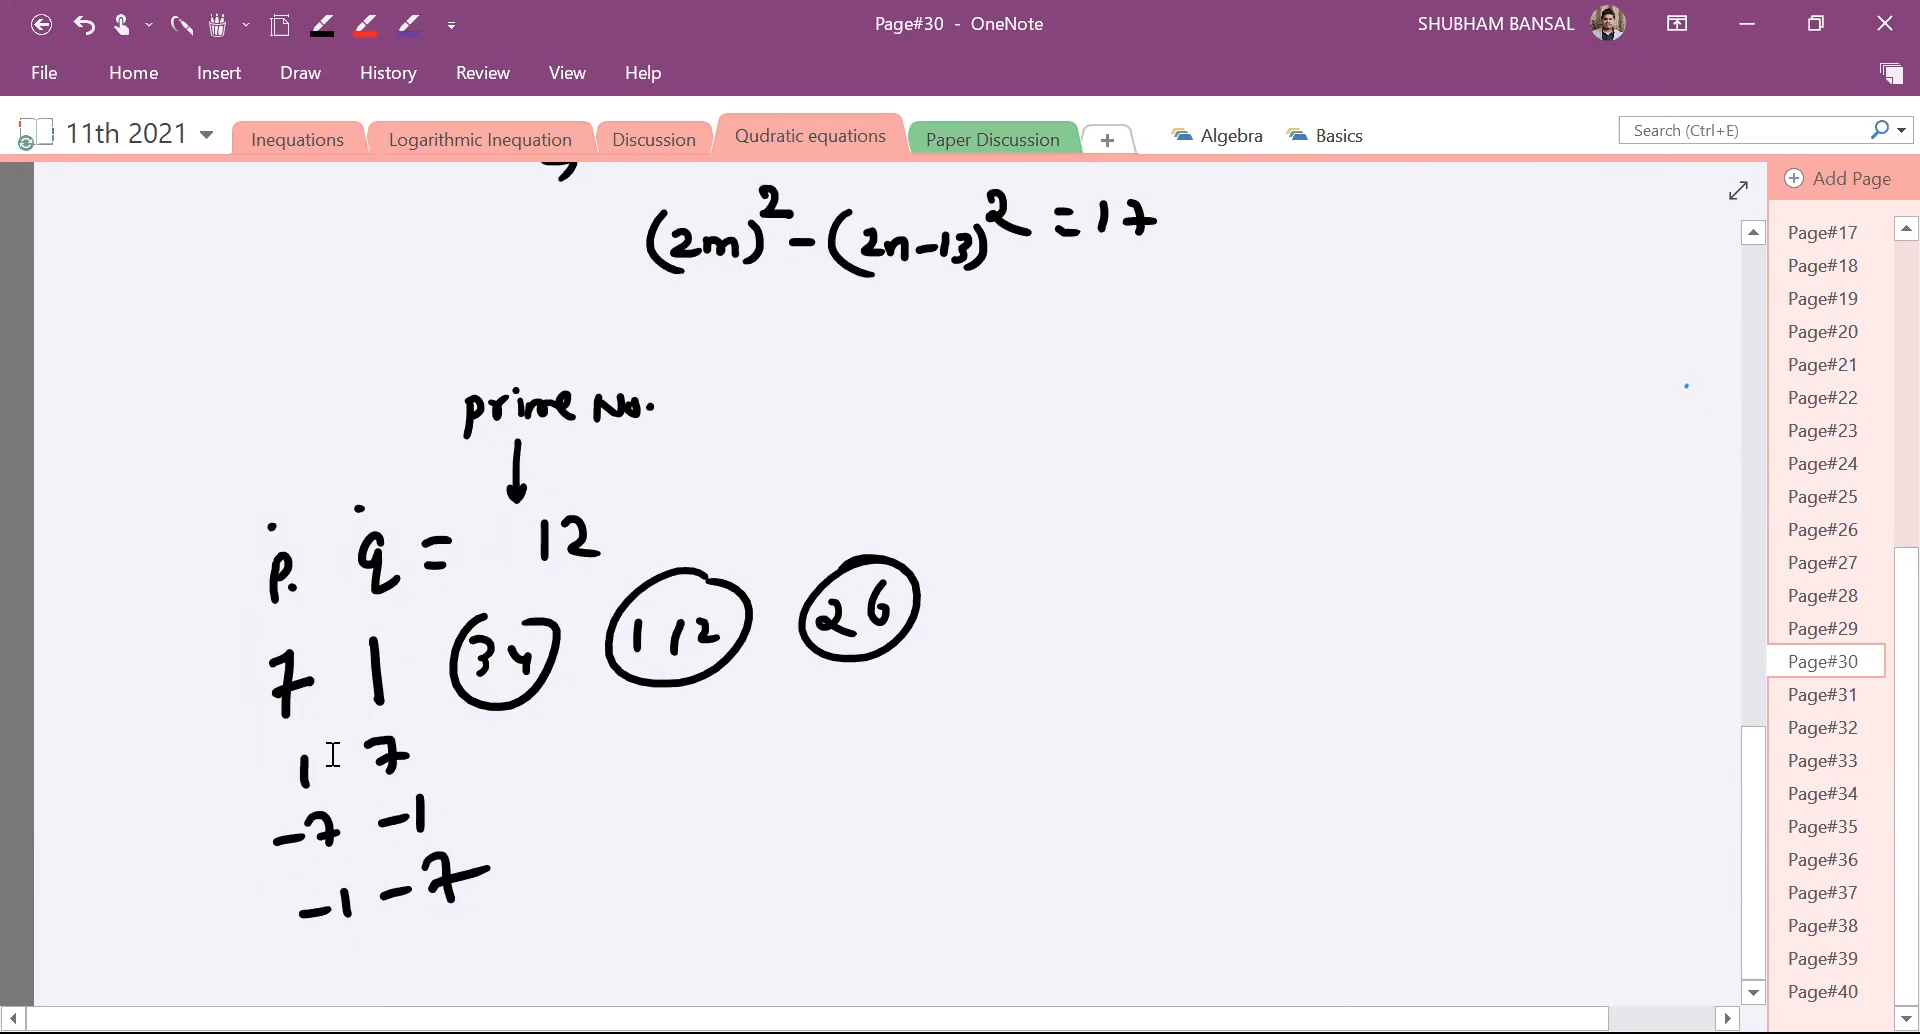 Page#30 - OneNote
SHUBHAM BANSAL
File Home Insert Draw History Review View Help
11th 2021 Inequations Logarithmic Inequation Discussion Qudratic equations Paper Discussion + Algebra Basics Search (Ctrl+E)
Add Page
(2m)² - (2n-13)² = 17
prime No.
p. q = 12
7 1 34 1 12 26
1 7
-7 -1
-1 -7
Page#17
Page#18
Page#19
Page#20
Page#21
Page#22
Page#23
Page#24
Page#25
Page#26
Page#27
Page#28
Page#29
Page#30
Page#31
Page#32
Page#33
Page#34
Page#35
Page#36
Page#37
Page#38
Page#39
Page#40